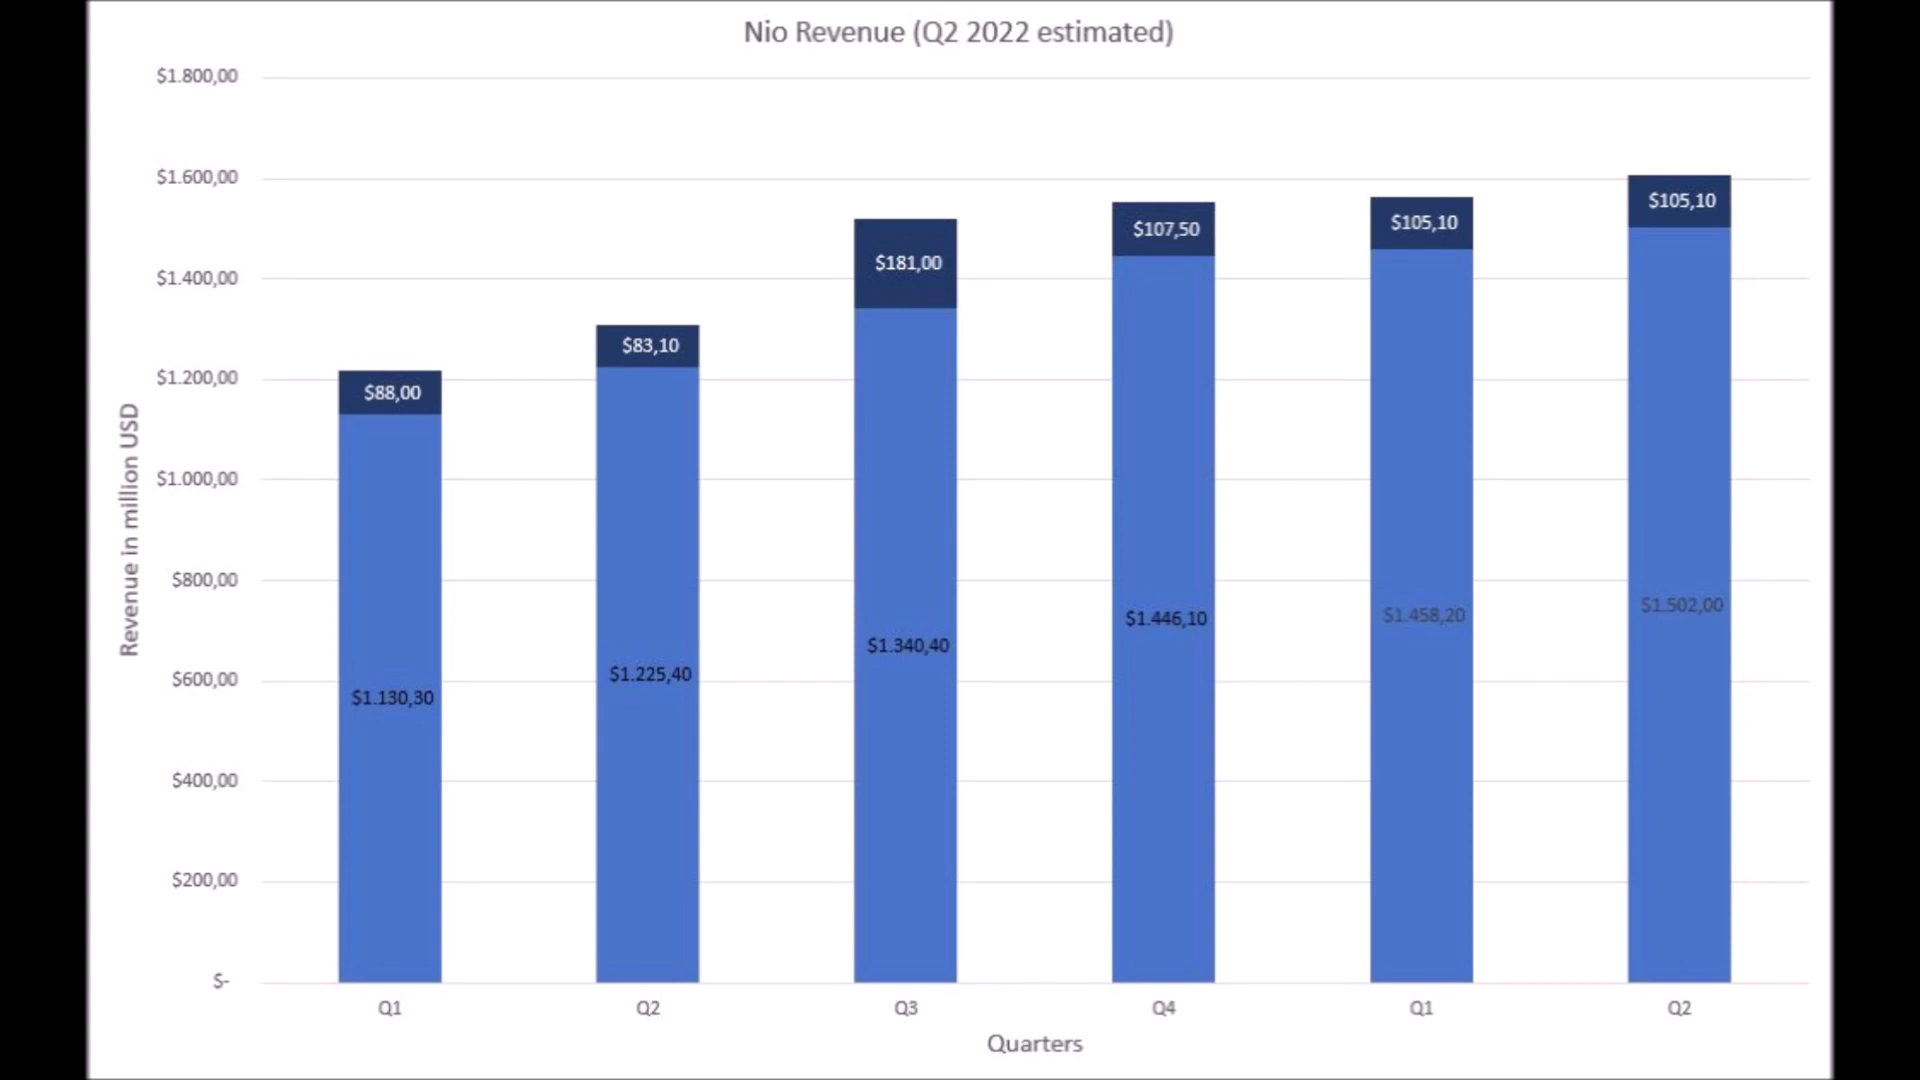 Nio Revenue (Q2 2022 estimated)
$1.800,00
$1.600,00
$1.400,00
$1.200,00
$1.000,00
$800,00
$600,00
$400,00
$200,00
$-
Revenue in million USD
$88,00
$83,10
$181,00
$107,50
$105,10
$105,10
$1.130,30
$1.225,40
$1.340,40
$1.446,10
$1.458,20
$1.502,00
Q1
Q2
Q3
Q4
Q1
Q2
Quarters